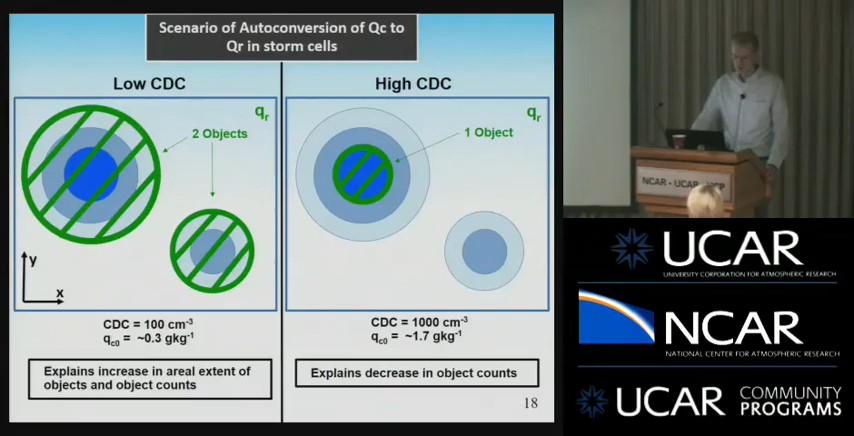 Scenario of Autoconversion of Qc to
Qr in storm cells
Low CDC
qr
2 Objects
y
x
CDC = 100 cm-3
qc0 = ~0.3 gkg-1
Explains increase in areal extent of
objects and object counts
High CDC
qr
1 Object
CDC = 1000 cm-3
qc0 = ~1.7 gkg-1
Explains decrease in object counts
18
NCAR - UCAR - UCP
UCAR
UNIVERSITY CORPORATION FOR ATMOSPHERIC RESEARCH
NCAR
NATIONAL CENTER FOR ATMOSPHERIC RESEARCH
UCAR COMMUNITY
PROGRAMS